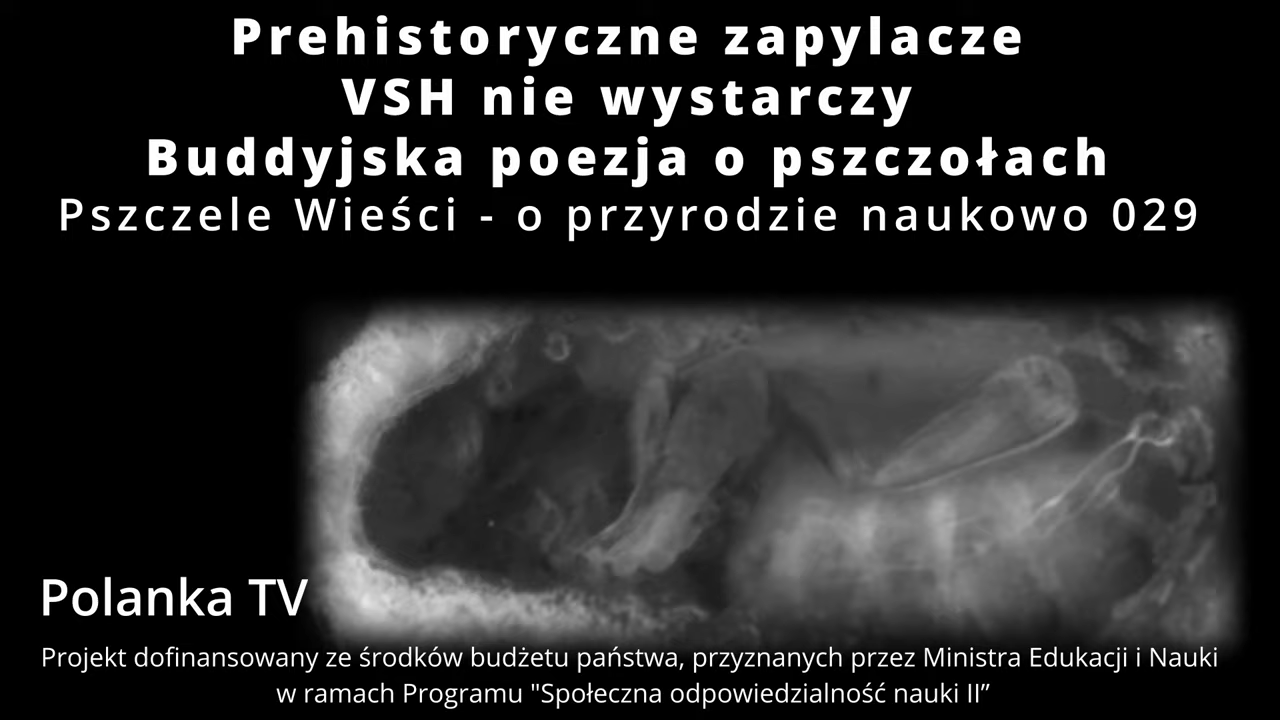 Prehistoryczne zapylacze
VSH nie wystarczy
Buddyjska poezja o pszczołach
Pszczele Wieści - o przyrodzie naukowo 029
Polanka TV
Projekt dofinansowany ze środków budżetu państwa, przyznanych przez Ministra Edukacji i Nauki
w ramach Programu "Społeczna odpowiedzialność nauki II”